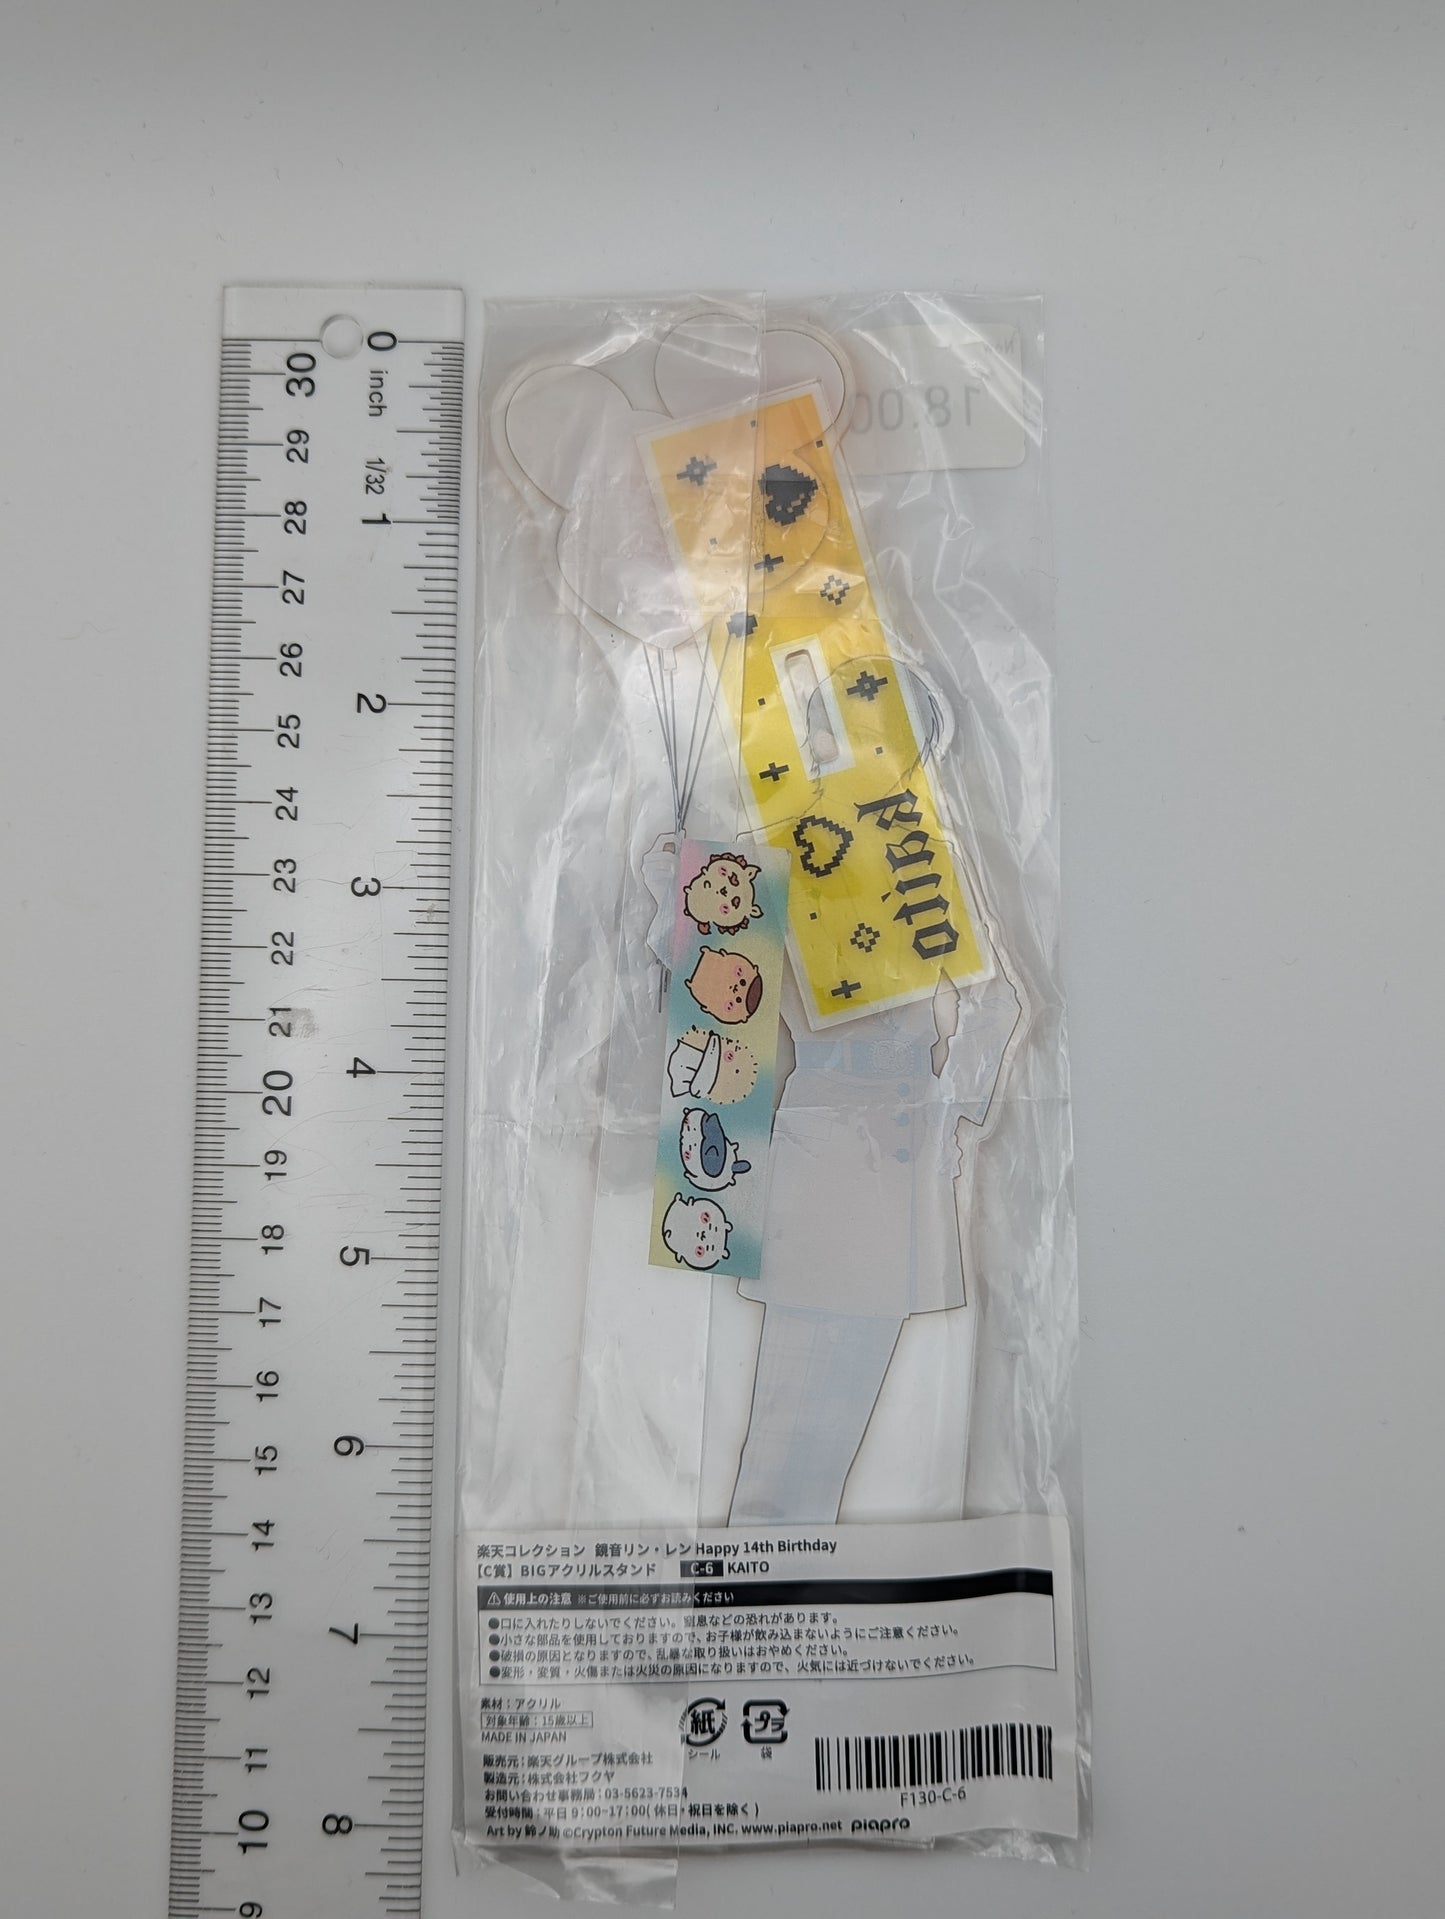 0
inch
1/32
1
2
3
4
5
6
7
8
30
29
28
27
26
25
24
23
22
21
20
19
18
17
16
15
14
13
12
11
10
9
18.00
Kaito
楽天コレクション 鏡音リン・レン Happy 14th Birthday
【C賞】BIGアクリルスタンド C-6 KAITO
⚠使用上の注意 ※ご使用前に必ずお読みください
●口に入れたりしないでください。窒息などの恐れがあります。
●小さな部品を使用しておりますので、お子様が飲み込まないようにご注意ください。
●破損の原因となりますので、乱暴な取り扱いはおやめください。
●変形・変質・火傷または火災の原因になりますので、火気には近づけないでください。
素材：アクリル
対象年齢：15歳以上
MADE IN JAPAN
紙
シール
プラ
袋
販売元：楽天グループ株式会社
製造元：株式会社フクヤ
お問い合わせ事務局：03-5623-7534
受付時間：平日 9：00~17：00(休日・祝日を除く)
Art by 鈴ノ助 ©Crypton Future Media, INC. www.piapro.net piapro
F130-C-6